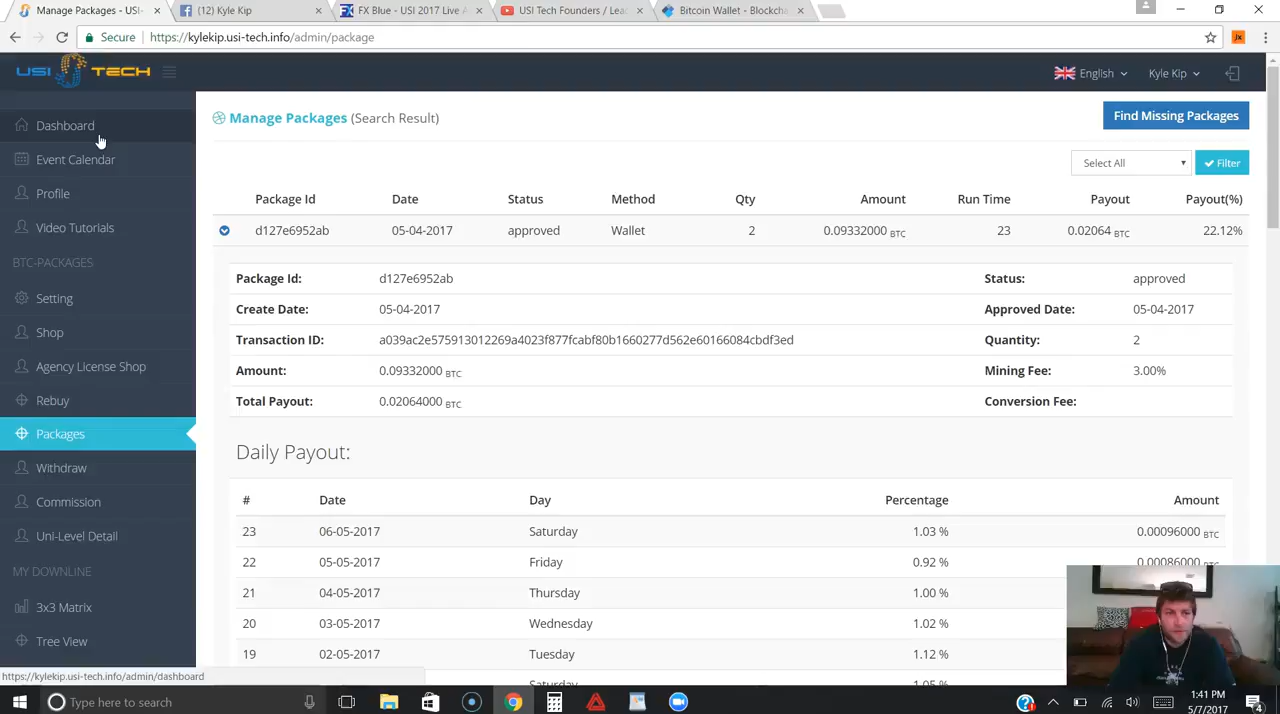 Manage Packages - USI- × (12) Kyle Kip × FX Blue - USI 2017 Live A × USI Tech Founders / Lea × Bitcoin Wallet - Blockcha ×
Secure https://kylekip.usi-tech.info/admin/package
USI TECH English Kyle Kip
Dashboard
Event Calendar
Profile
Video Tutorials
BTC-PACKAGES
Setting
Shop
Agency License Shop
Rebuy
Packages
Withdraw
Commission
Uni-Level Detail
MY DOWNLINE
3x3 Matrix
Tree View
https://kylekip.usi-tech.info/admin/dashboard
Manage Packages (Search Result) Find Missing Packages
Select All Filter
Package Id Date Status Method Qty Amount Run Time Payout Payout(%)
d127e6952ab 05-04-2017 approved Wallet 2 0.09332000 BTC 23 0.02064 BTC 22.12%
Package Id: d127e6952ab Status: approved
Create Date: 05-04-2017 Approved Date: 05-04-2017
Transaction ID: a039ac2e575913012269a4023f877fcabf80b1660277d562e60166084cbdf3ed Quantity: 2
Amount: 0.09332000 BTC Mining Fee: 3.00%
Total Payout: 0.02064000 BTC Conversion Fee:
Daily Payout:
# Date Day Percentage Amount
23 06-05-2017 Saturday 1.03 % 0.00096000 BTC
22 05-05-2017 Friday 0.92 % 0.00086000 BTC
21 04-05-2017 Thursday 1.00 %
20 03-05-2017 Wednesday 1.02 %
19 02-05-2017 Tuesday 1.12 %
Saturday 1.05 %
Type here to search 1:41 PM
5/7/2017 4